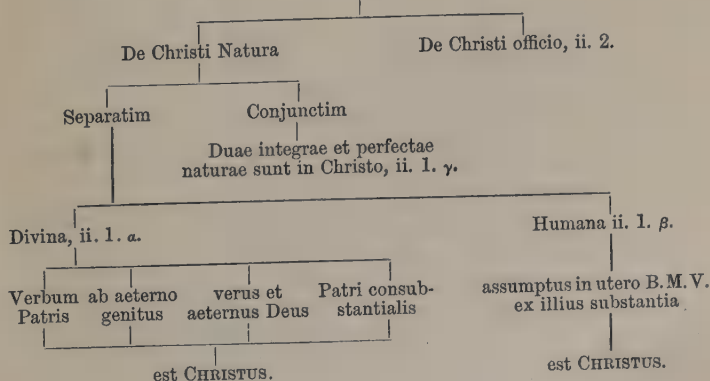 De Christi Natura
De Christi officio, ii. 2.
Separatim
Conjunctim
Duae integrae et perfectae
naturae sunt in Christo, ii. 1. γ.
Divina, ii. 1. α.
Humana ii. 1. β.
Verbum
Patris
ab aeterno
genitus
verus et
aeternus Deus
Patri consub-
stantialis
assumptus in utero B. M. V.
ex illius substantia
est CHRISTUS.
est CHRISTUS.